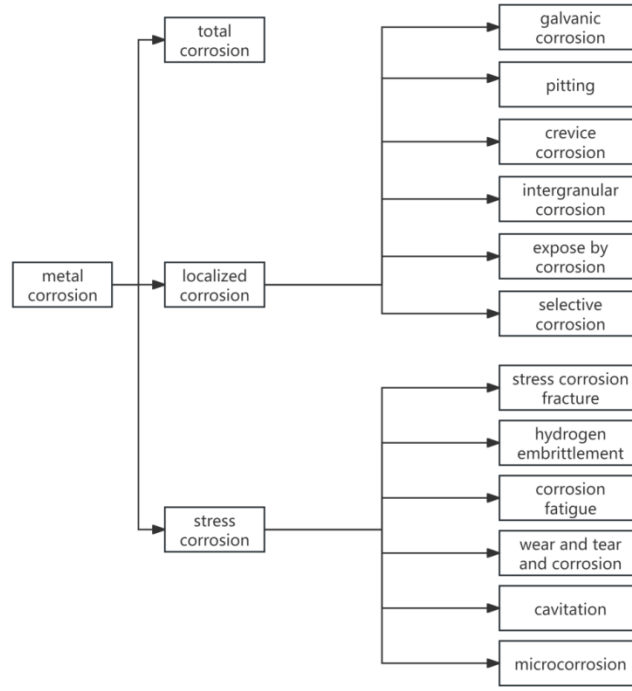 total
corrosion
galvanic
corrosion
pitting
crevice
corrosion
intergranular
corrosion
metal
corrosion
localized
corrosion
expose by
corrosion
selective
corrosion
stress corrosion
fracture
hydrogen
embrittlement
corrosion
fatigue
stress
corrosion
wear and tear
and corrosion
cavitation
microcorrosion